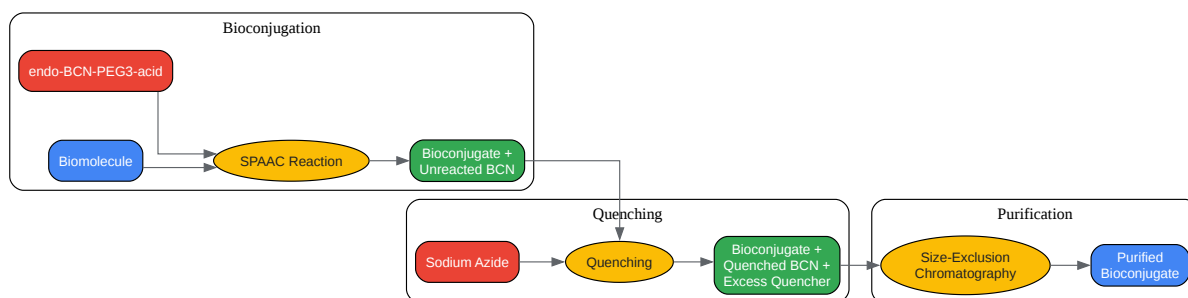 Bioconjugation
endo-BCN-PEG3-acid
Biomolecule
SPAAC Reaction
Bioconjugate +
Unreacted BCN
Quenching
Sodium Azide
Quenching
Bioconjugate +
Quenched BCN +
Excess Quencher
Purification
Size-Exclusion
Chromatography
Purified
Bioconjugate